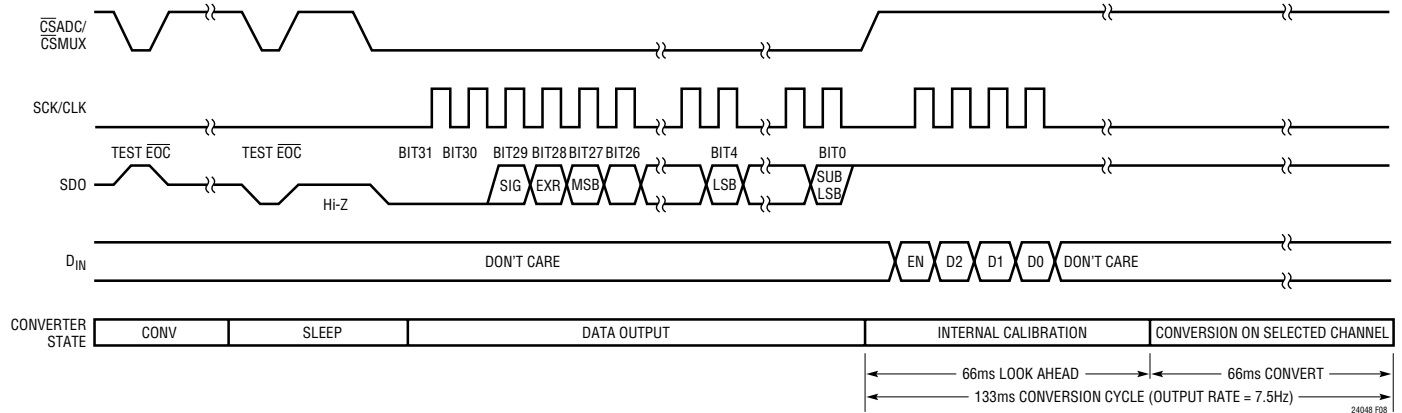 CSADC/
CSMUX
SCK/CLK
TEST EOC TEST EOC BIT31 BIT30 BIT29 BIT28 BIT27 BIT26 BIT4 BIT0
SDO Hi-Z SIG EXR MSB LSB SUB LSB
DIN DON'T CARE EN D2 D1 D0 DON'T CARE
CONVERTER STATE CONV SLEEP DATA OUTPUT INTERNAL CALIBRATION CONVERSION ON SELECTED CHANNEL
66ms LOOK AHEAD 66ms CONVERT
133ms CONVERSION CYCLE (OUTPUT RATE = 7.5Hz)
24048 F08